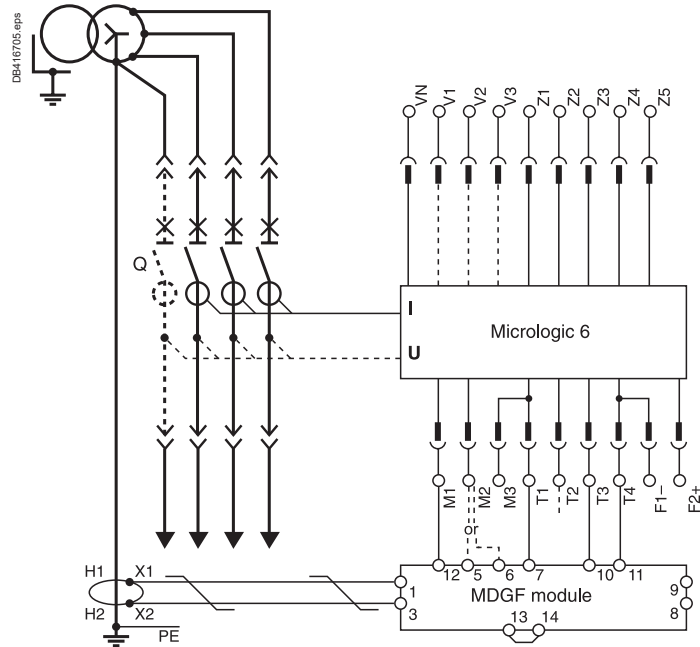 DB416705.eps
VN V1 V2 V3 Z1 Z2 Z3 Z4 Z5
Q
I
Micrologic 6
U
M1 M2 M3 T1 T2 T3 T4 F1– F2+
or
12 5 6 7 10 11
H1 X1
1
MDGF module
9
H2 X2
3
8
13 14
PE